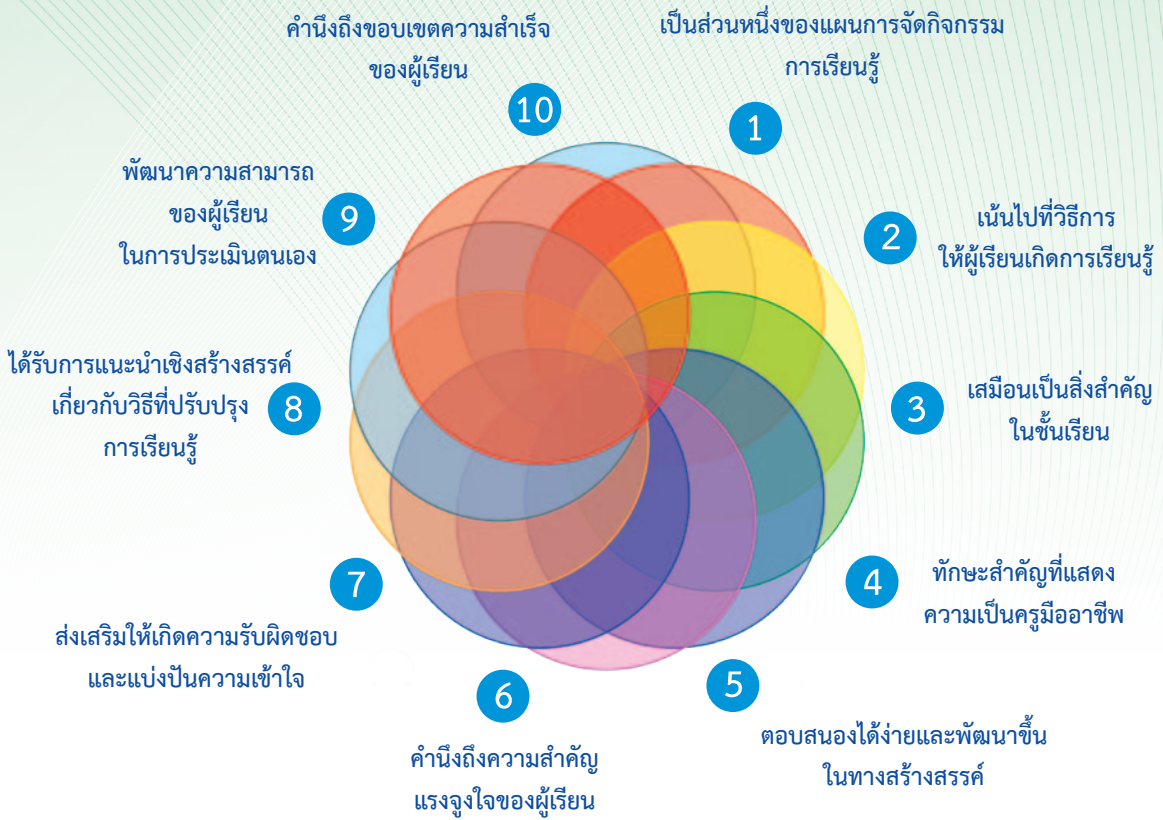 1
เป็นส่วนหนึ่งของแผนการจัดกิจกรรม
การเรียนรู้
2
เน้นไปที่วิธีการ
ให้ผู้เรียนเกิดการเรียนรู้
3
เสมือนเป็นสิ่งสำคัญ
ในชั้นเรียน
4
ทักษะสำคัญที่แสดง
ความเป็นครูมืออาชีพ
5
ตอบสนองได้ง่ายและพัฒนาขึ้น
ในทางสร้างสรรค์
6
คำนึงถึงความสำคัญ
แรงจูงใจของผู้เรียน
7
ส่งเสริมให้เกิดความรับผิดชอบ
และแบ่งปันความเข้าใจ
8
ได้รับการแนะนำเชิงสร้างสรรค์
เกี่ยวกับวิธีที่ปรับปรุง
การเรียนรู้
9
พัฒนาความสามารถ
ของผู้เรียน
ในการประเมินตนเอง
10
คำนึงถึงขอบเขตความสำเร็จ
ของผู้เรียน